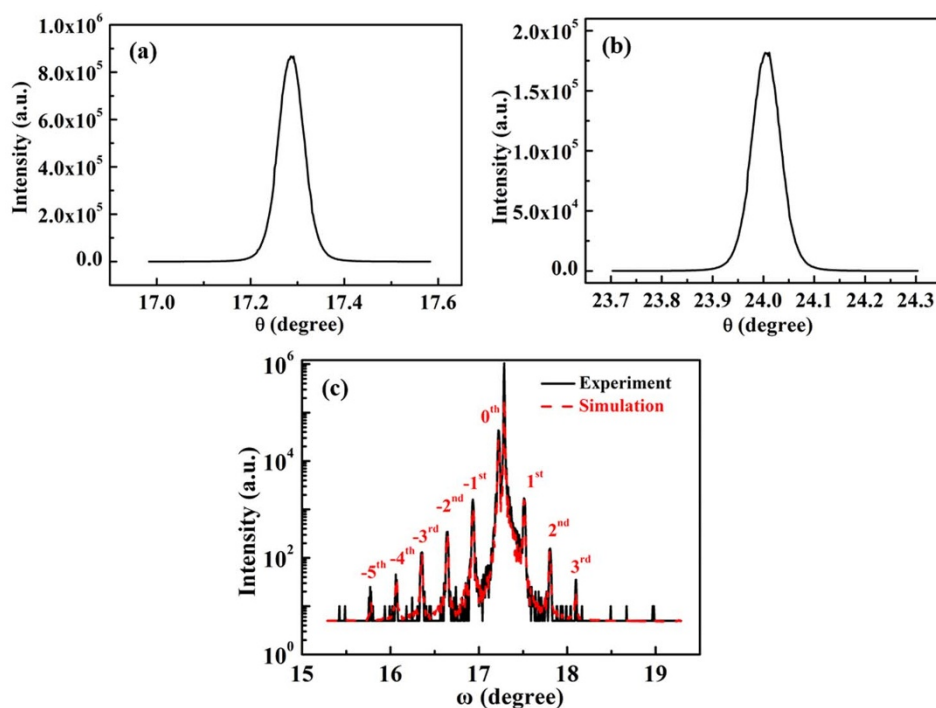 (a)
1.0x10⁶
8.0x10⁵
6.0x10⁵
4.0x10⁵
2.0x10⁵
0.0
Intensity (a.u.)
17.0 17.2 17.4 17.6
θ (degree)
(b)
2.0x10⁵
1.5x10⁵
1.0x10⁵
5.0x10⁴
0.0
Intensity (a.u.)
23.7 23.8 23.9 24.0 24.1 24.2 24.3
θ (degree)
(c)
10⁶
10⁴
10²
10⁰
Intensity (a.u.)
Experiment
Simulation
-5ᵗʰ
-4ᵗʰ
-3ʳᵈ
-2ⁿᵈ
-1ˢᵗ
0ᵗʰ
1ˢᵗ
2ⁿᵈ
3ʳᵈ
15 16 17 18 19
ω (degree)